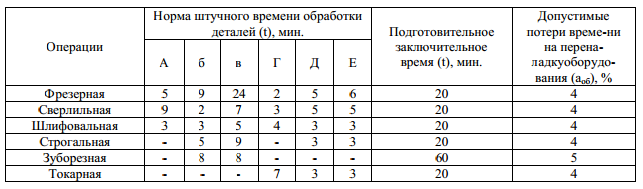 Операции
Норма штучного времени обработки
деталей (t), мин.
Подготовительное
заключительное
время (t), мин.
Допустимые
потери време-ни
на перена-
ладкуоборудо-
вания (aоб), %
А б в Г Д Е
Фрезерная 5 9 24 2 5 6 20 4
Сверлильная 9 2 7 3 5 5 20 4
Шлифовальная 3 3 5 4 3 3 20 4
Строгальная - 5 9 - 3 3 20 4
Зуборезная - 8 8 - - - 60 5
Токарная - - - 7 3 3 20 4